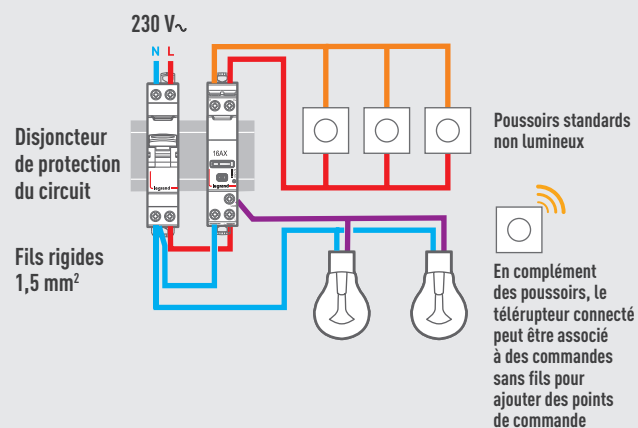 230 V~
N L
Disjoncteur
de protection
du circuit
16AX
legrand
legrand
Poussoirs standards
non lumineux
Fils rigides
1,5 mm²
En complément
des poussoirs, le
télérupteur connecté
peut être associé
à des commandes
sans fils pour
ajouter des points
de commande